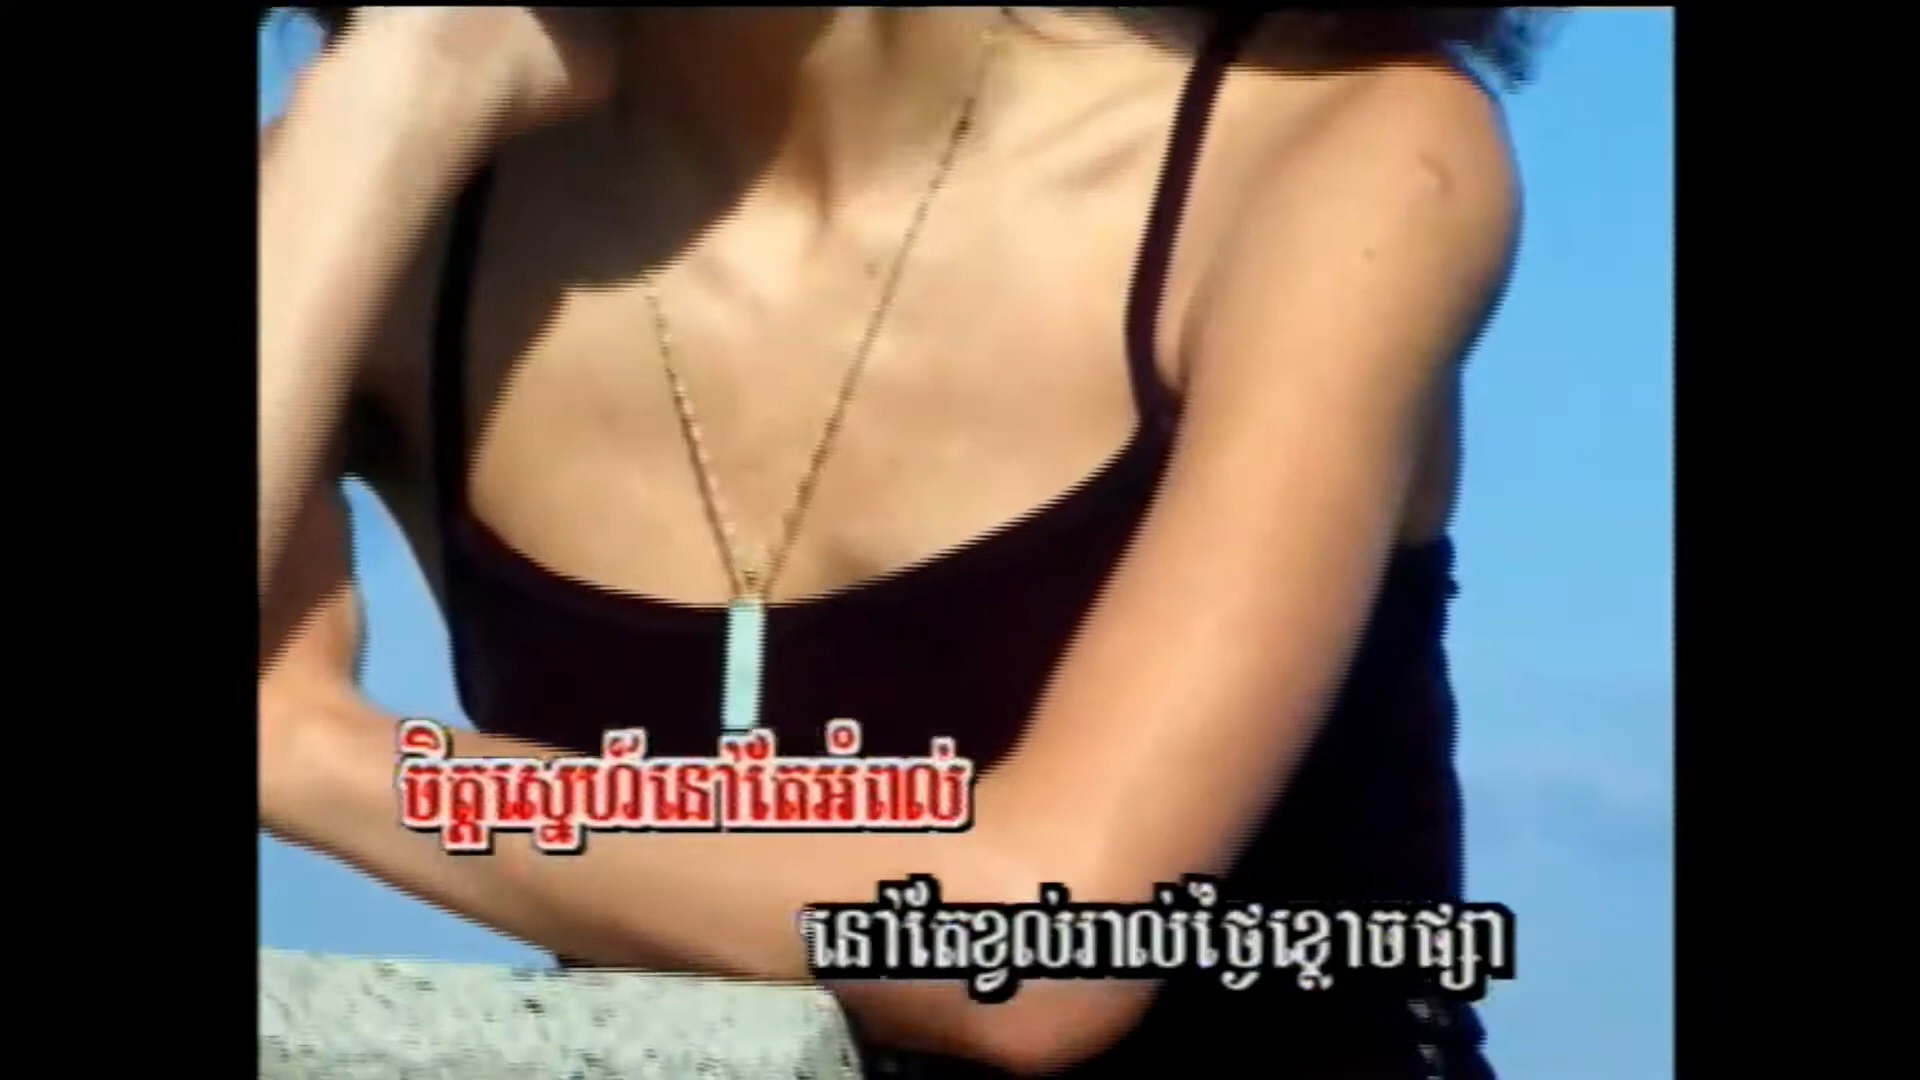 ចិត្តស្នេហ៍នៅតែអំពល់
នៅតែខ្វល់រាល់ថ្ងៃខ្លោចផ្សា